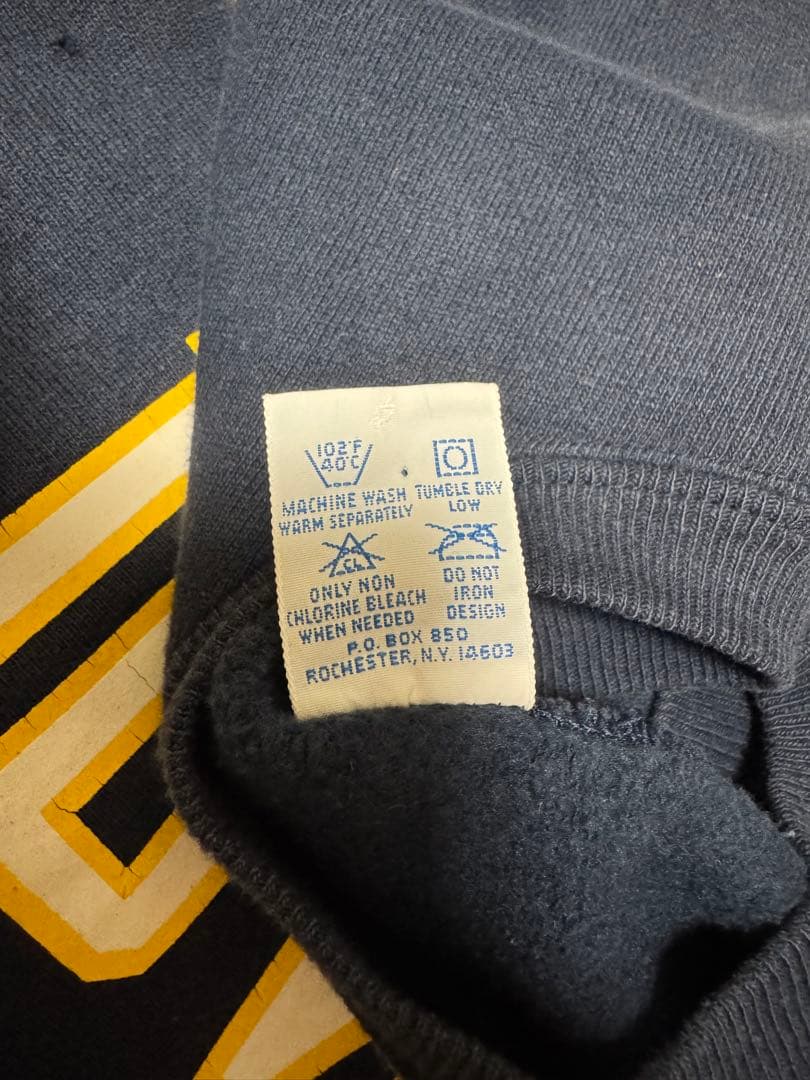 102°F
40°C
MACHINE WASH
WARM SEPARATELY
TUMBLE DRY
LOW
CL
ONLY NON
CHLORINE BLEACH
WHEN NEEDED
DO NOT
IRON
DESIGN
P.O. BOX 850
ROCHESTER, N.Y. 14603